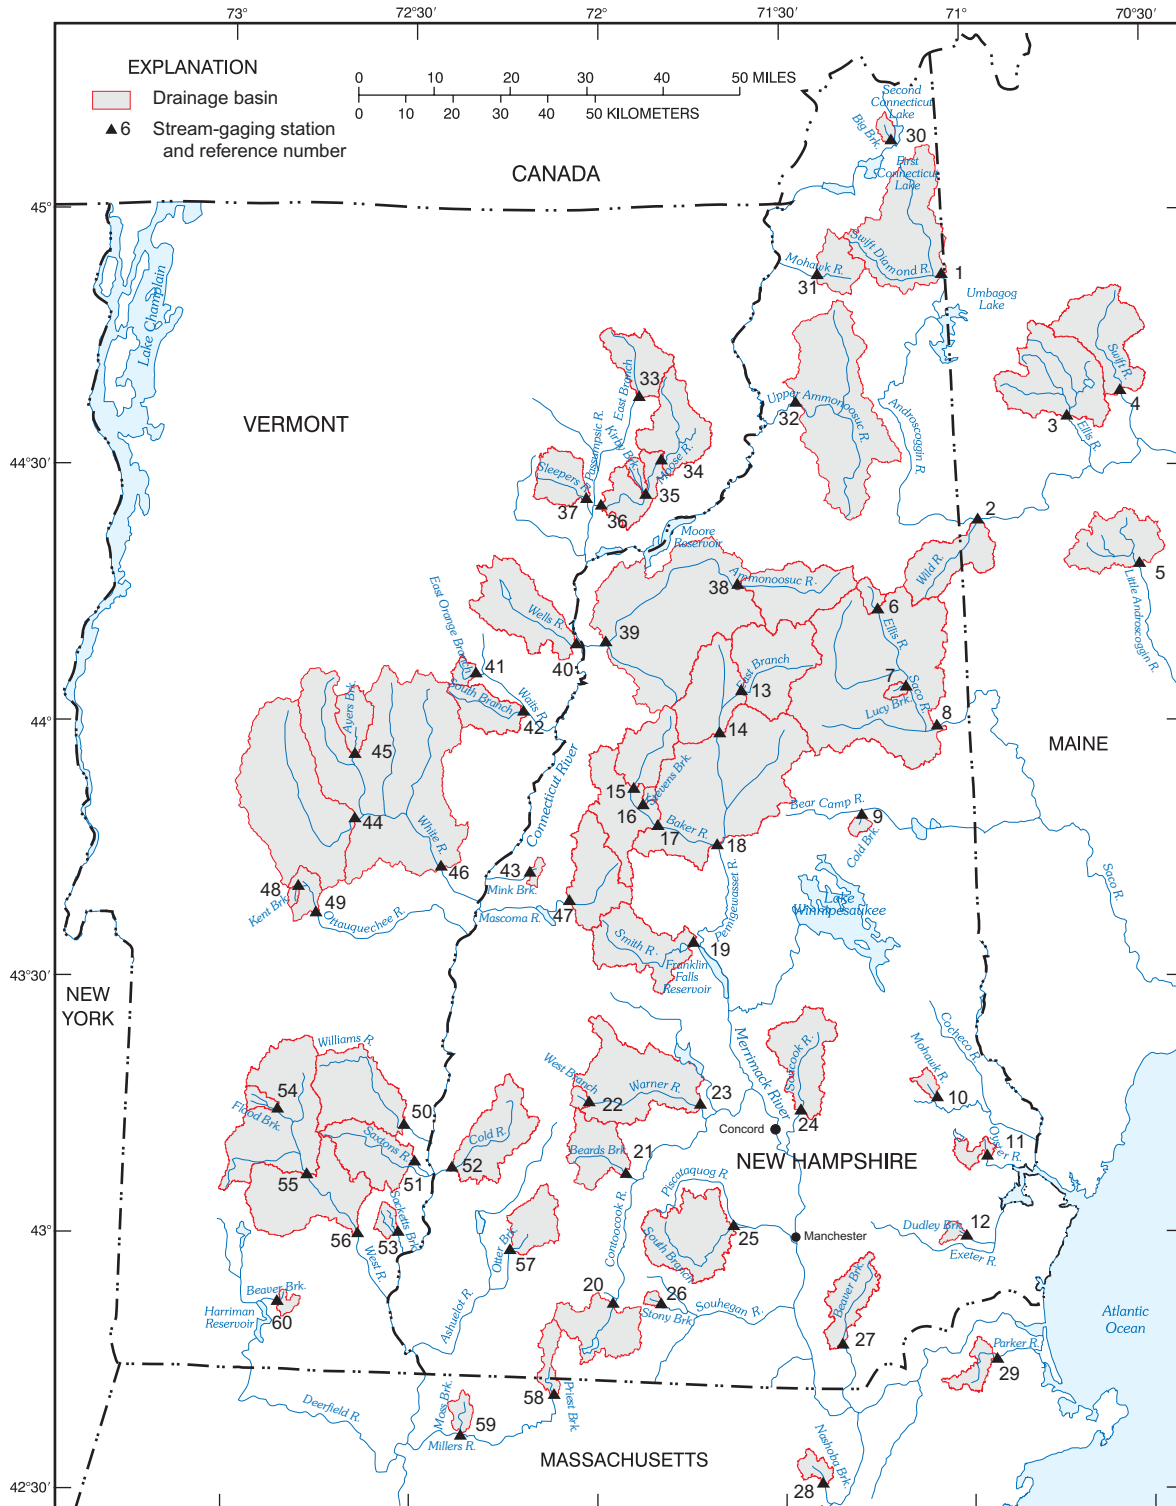 73°
72°30′
72°
71°30′
71°
70°30′
EXPLANATION
Drainage basin
6 Stream-gaging station
and reference number
0 10 20 30 40 50 MILES
0 10 20 30 40 50 KILOMETERS
CANADA
VERMONT
MAINE
NEW
YORK
NEW HAMPSHIRE
MASSACHUSETTS
45°
44°30′
44°
43°30′
43°
42°30′
Second
Connecticut
Lake
Big Brk.
30
First
Connecticut
Lake
Swift Diamond R.
1
Mohawk R.
31
Umbagog
Lake
Lake Champlain
Swift R.
4
3
Ellis R.
Upper Ammonoosuc R.
32
Androscoggin R.
33
East Branch
Passumpsic R.
Kirby Brk.
Moose R.
34
35
36
Sleepers R.
37
2
Wild R.
5
Little Androscoggin R.
Moore
Reservoir
38
Ammonoosuc R.
6
Ellis R.
39
Wells R.
40
East Orange Branch
41
South Branch
Waits R.
42
East Branch
13
14
7
Lucy Brk.
Saco R.
8
Ayers Brk.
45
44
White R.
46
Connecticut River
15
Stevens Brk.
16
Baker R.
17
18
Bear Camp R.
9
Cold Brk.
Saco R.
43
Mink Brk.
48
Kent Brk.
49
Ottauquechee R.
Mascoma R.
47
Lake
Winnipesaukee
Pemigewasset R.
Smith R.
19
Franklin
Falls
Reservoir
Williams R.
54
Flood Brk.
50
Saxtons R.
51
55
Cold R.
52
West Branch
22
Warner R.
23
Merrimack River
Soucook R.
24
Concord
Cocheco R.
Mohawk R.
10
11
Oyster R.
Beards Brk.
21
Piscataquog R.
South Branch
25
Contoocook R.
Manchester
Dudley Brk.
12
Exeter R.
56
53
Sacketts Brk.
West R.
Otter Brk.
57
Ashuelot R.
Beaver Brk.
60
Harriman
Reservoir
20
26
Stony Brk.
Souhegan R.
Beaver Brk.
27
Atlantic
Ocean
Parker R.
29
58
Priest Brk.
Moss Brk.
59
Millers R.
Deerfield R.
Nashoba Brk.
28